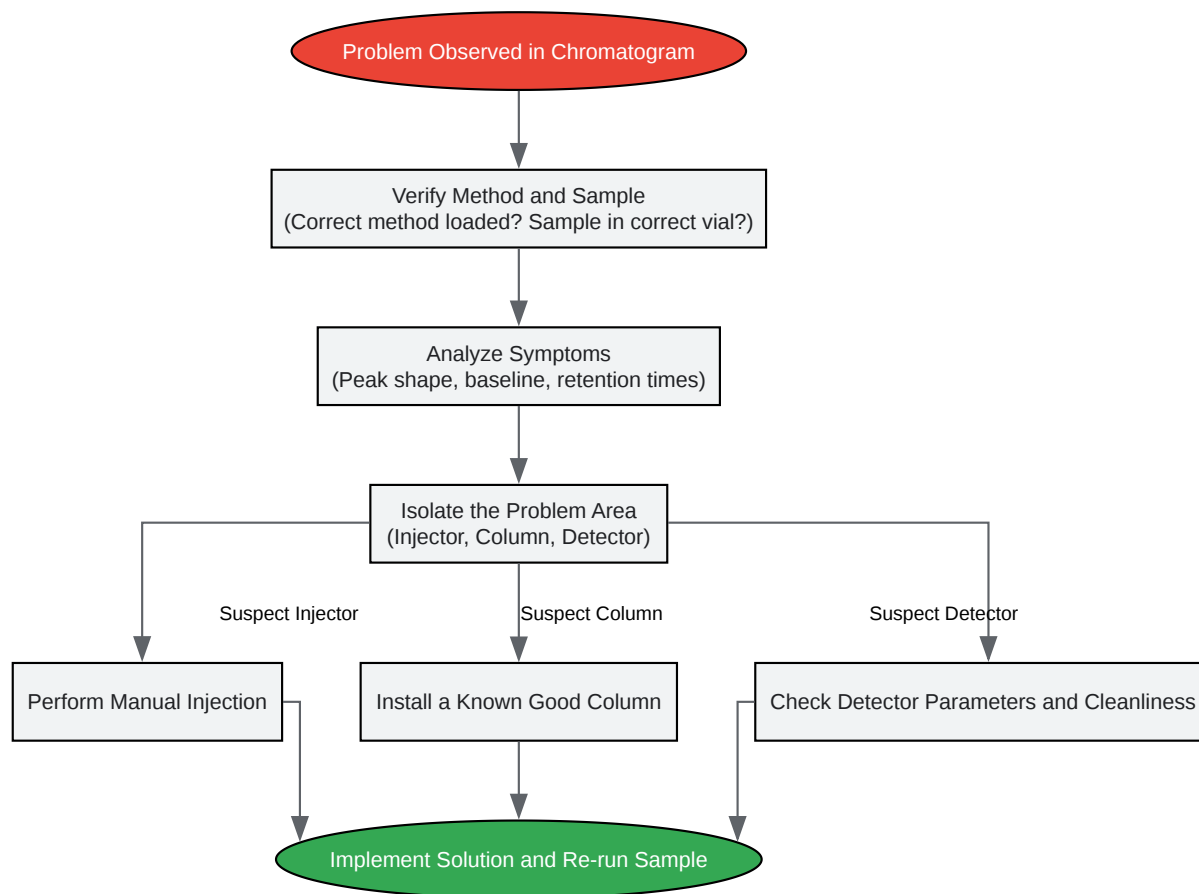 Problem Observed in Chromatogram
Verify Method and Sample
(Correct method loaded? Sample in correct vial?)
Analyze Symptoms
(Peak shape, baseline, retention times)
Isolate the Problem Area
(Injector, Column, Detector)
Suspect Injector
Suspect Column
Suspect Detector
Perform Manual Injection
Install a Known Good Column
Check Detector Parameters and Cleanliness
Implement Solution and Re-run Sample